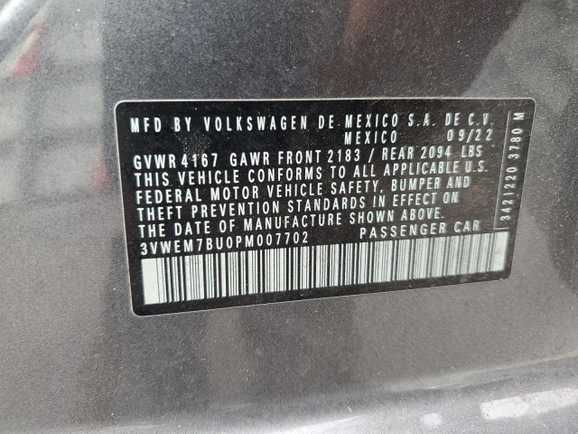 MFD BY VOLKSWAGEN DE MEXICO S.A. DE C.V.
MEXICO 09/22
GVWR 4167 GAWR FRONT 2183 / REAR 2094 LBS
THIS VEHICLE CONFORMS TO ALL APPLICABLE U.S.
FEDERAL MOTOR VEHICLE SAFETY, BUMPER AND
THEFT PREVENTION STANDARDS IN EFFECT ON
THE DATE OF MANUFACTURE SHOWN ABOVE.
3VWEM7BU0PM007702 PASSENGER CAR
3421220 3780 M